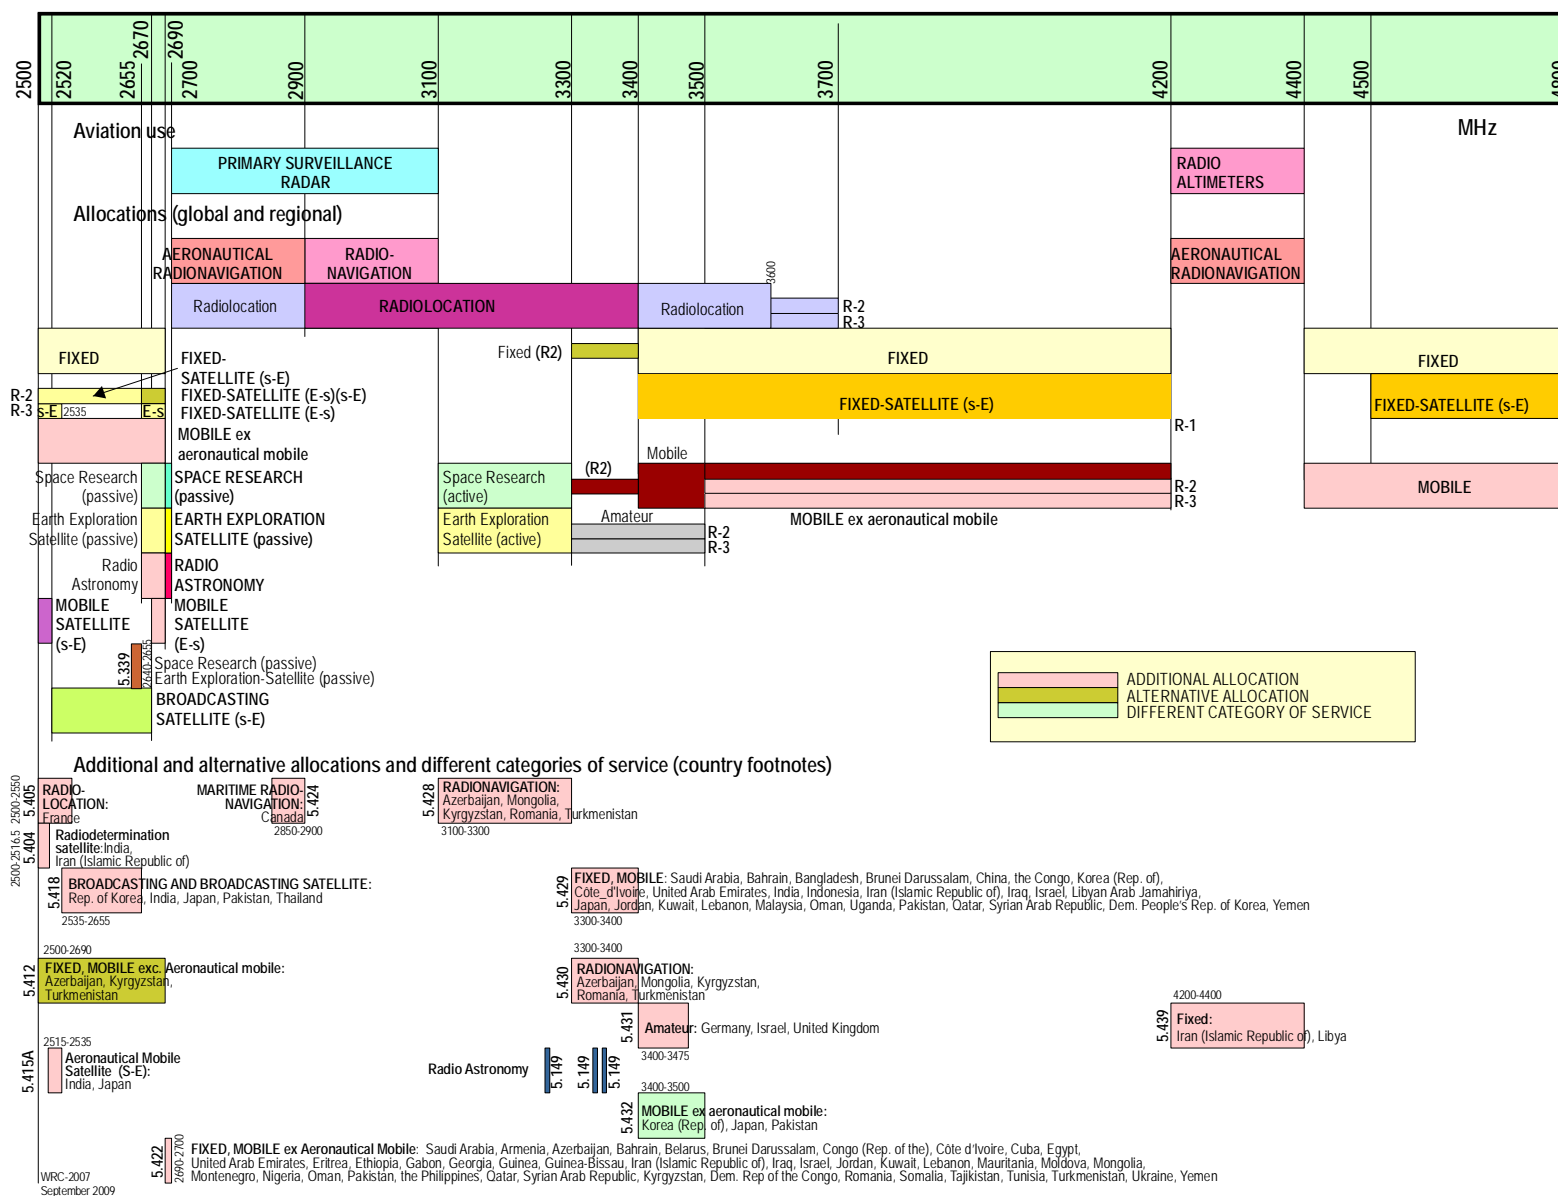 2500
2520
2655
2670
2690
2700
2900
3100
3300
3400
3500
3700
4200
4400
4500
Aviation use
MHz
PRIMARY SURVEILLANCE
RADAR
RADIO
ALTIMETERS
Allocations (global and regional)
AERONAUTICAL
RADIONAVIGATION
RADIO-
NAVIGATION
AERONAUTICAL
RADIONAVIGATION
3600
Radiolocation
RADIOLOCATION
Radiolocation
R-2
R-3
FIXED
FIXED-
SATELLITE (s-E)
Fixed (R2)
FIXED
FIXED
R-2
FIXED-SATELLITE (E-s)(s-E)
R-3
s-E
2535
E-s
FIXED-SATELLITE (E-s)
FIXED-SATELLITE (s-E)
FIXED-SATELLITE (s-E)
R-1
MOBILE ex
aeronautical mobile
Mobile
Space Research
(passive)
SPACE RESEARCH
(passive)
Space Research
(active)
(R2)
R-2
R-3
MOBILE
Earth Exploration
Satellite (passive)
EARTH EXPLORATION
SATELLITE (passive)
Earth Exploration
Satellite (active)
Amateur
R-2
R-3
MOBILE ex aeronautical mobile
Radio
Astronomy
RADIO
ASTRONOMY
MOBILE
SATELLITE
(s-E)
MOBILE
SATELLITE
(E-s)
5.339
2640-2655
Space Research (passive)
Earth Exploration-Satellite (passive)
BROADCASTING
SATELLITE (s-E)
ADDITIONAL ALLOCATION
ALTERNATIVE ALLOCATION
DIFFERENT CATEGORY OF SERVICE
Additional and alternative allocations and different categories of service (country footnotes)
2500-2550
5.405
RADIO-
LOCATION:
France
MARITIME RADIO-
NAVIGATION:
Canada
5.424
2850-2900
5.428
RADIONAVIGATION:
Azerbaijan, Mongolia,
Kyrgyzstan, Romania, Turkmenistan
3100-3300
2500-2516.5
5.404
Radiodetermination
satellite:India,
Iran (Islamic Republic of)
5.418
BROADCASTING AND BROADCASTING SATELLITE:
Rep. of Korea, India, Japan, Pakistan, Thailand
2535-2655
5.429
FIXED, MOBILE: Saudi Arabia, Bahrain, Bangladesh, Brunei Darussalam, China, the Congo, Korea (Rep. of),
Côte_d'Ivoire, United Arab Emirates, India, Indonesia, Iran (Islamic Republic of), Iraq, Israel, Libyan Arab Jamahiriya,
Japan, Jordan, Kuwait, Lebanon, Malaysia, Oman, Uganda, Pakistan, Qatar, Syrian Arab Republic, Dem. People's Rep. of Korea, Yemen
3300-3400
2500-2690
5.412
FIXED, MOBILE exc. Aeronautical mobile:
Azerbaijan, Kyrgyzstan,
Turkmenistan
3300-3400
5.430
RADIONAVIGATION:
Azerbaijan, Mongolia, Kyrgyzstan,
Romania, Turkmenistan
5.431
Amateur: Germany, Israel, United Kingdom
3400-3475
4200-4400
5.439
Fixed:
Iran (Islamic Republic of), Libya
2515-2535
5.415A
Aeronautical Mobile
Satellite (S-E):
India, Japan
Radio Astronomy
5.149
5.149
5.149
3400-3500
5.432
MOBILE ex aeronautical mobile:
Korea (Rep. of), Japan, Pakistan
5.422
2690-2700
FIXED, MOBILE ex Aeronautical Mobile: Saudi Arabia, Armenia, Azerbaijan, Bahrain, Belarus, Brunei Darussalam, Congo (Rep. of the), Côte d'Ivoire, Cuba, Egypt,
United Arab Emirates, Eritrea, Ethiopia, Gabon, Georgia, Guinea, Guinea-Bissau, Iran (Islamic Republic of), Iraq, Israel, Jordan, Kuwait, Lebanon, Mauritania, Moldova, Mongolia,
Montenegro, Nigeria, Oman, Pakistan, the Philippines, Qatar, Syrian Arab Republic, Kyrgyzstan, Dem. Rep of the Congo, Romania, Somalia, Tajikistan, Tunisia, Turkmenistan, Ukraine, Yemen
WRC-2007
September 2009